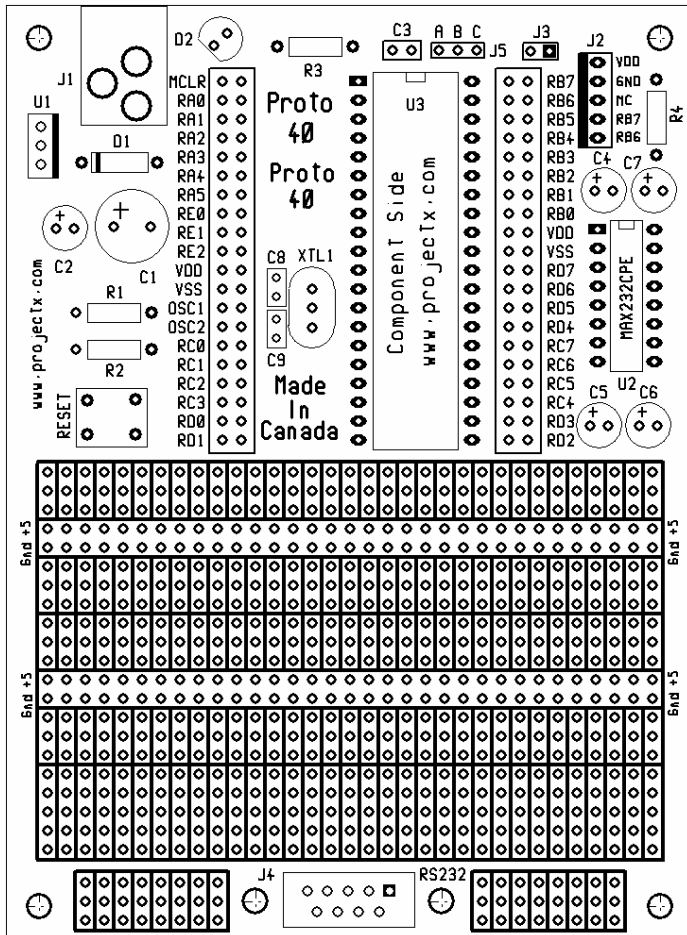 D2
C3
A B C
J5
J3
J2
J1
R3
VDD
GND
MC
RB7
RB6
R4
U1
D1
MCLR
RA0
RA1
RA2
RA3
RA4
RA5
RE0
RE1
RE2
VDD
VSS
OSC1
OSC2
RC0
RC1
RC2
RC3
RD0
RD1
Proto
40
Proto
40
U3
Component Side
www.projectx.com
RB7
RB6
RB5
RB4
RB3
RB2
RB1
RB0
VDD
VSS
RD7
RD6
RD5
RD4
RC7
RC6
RC5
RC4
RD3
RD2
C4
C7
+
+
MAX232CPE
U2
C5
C6
+
+
+
C2
+
C1
www.projectx.com
R1
R2
RESET
C8
XTL1
C9
Made
In
Canada
Gnd +5
Gnd +5
Gnd +5
Gnd +5
J4
RS232